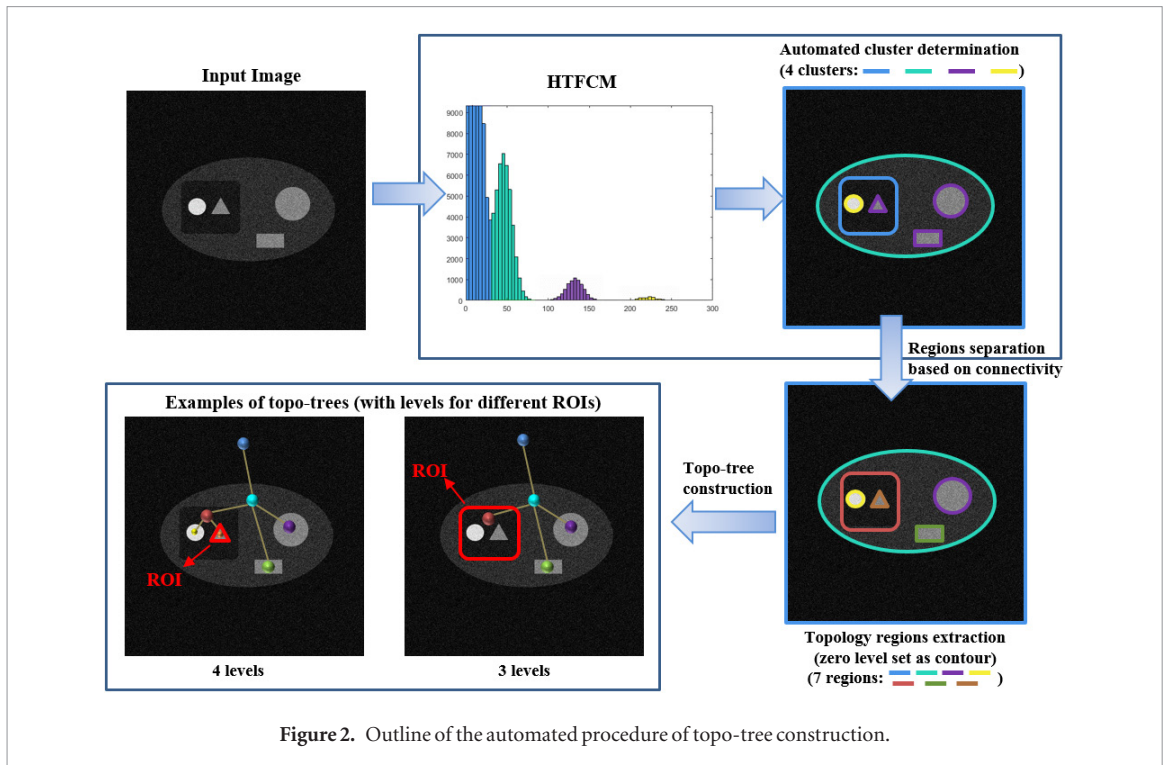 Input Image
HTFCM
9000
8000
7000
6000
5000
4000
3000
2000
1000
0
0 50 100 150 200 250 300
Automated cluster determination
(4 clusters: )
Regions separation
based on connectivity
Topology regions extraction
(zero level set as contour)
(7 regions: )
Topo-tree
construction
Examples of topo-trees (with levels for different ROIs)
ROI
ROI
4 levels
3 levels
Figure 2. Outline of the automated procedure of topo-tree construction.